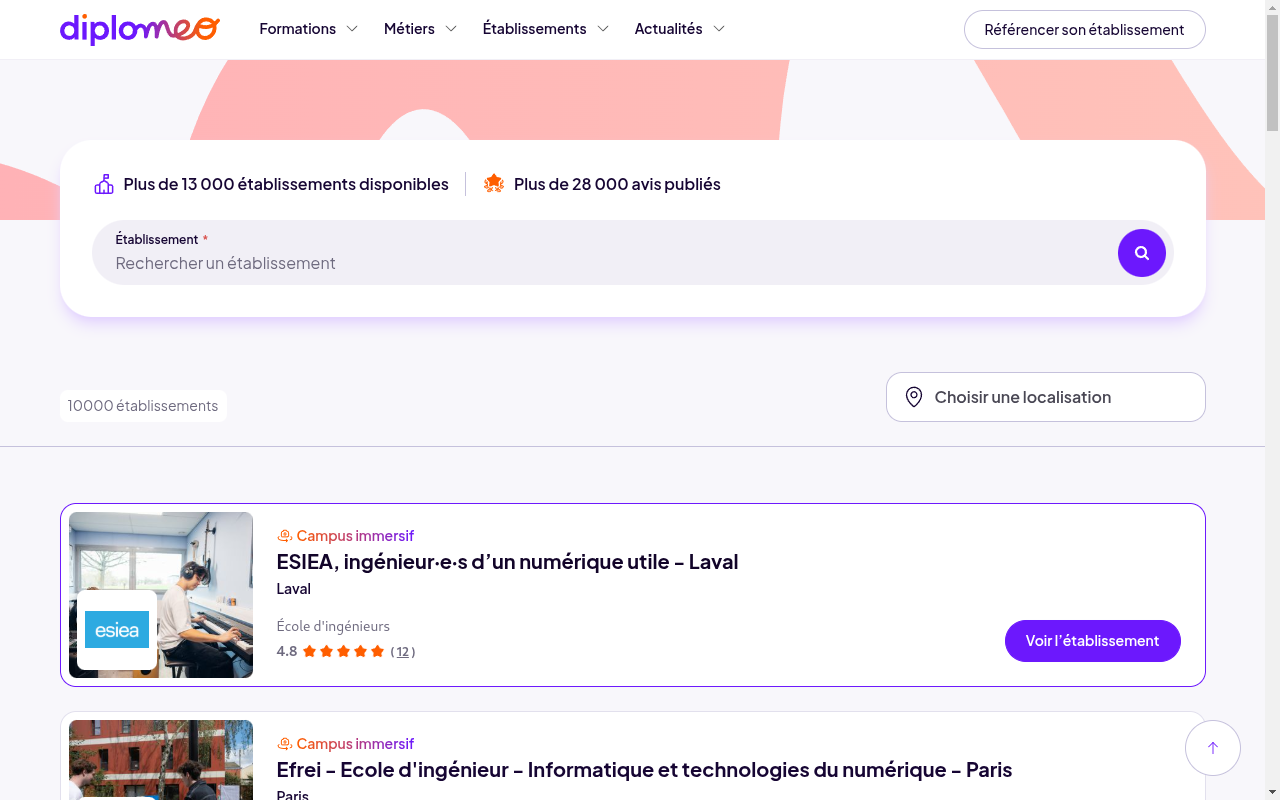 diplomeo
Formations
Métiers
Établissements
Actualités
Référencer son établissement
Plus de 13 000 établissements disponibles
Plus de 28 000 avis publiés
Établissement *
Rechercher un établissement
10000 établissements
Choisir une localisation
esiea
Campus immersif
ESIEA, ingénieur·e·s d’un numérique utile - Laval
Laval
École d'ingénieurs
4.8 ( 12 )
Voir l’établissement
Campus immersif
Efrei - Ecole d'ingénieur - Informatique et technologies du numérique - Paris
Paris